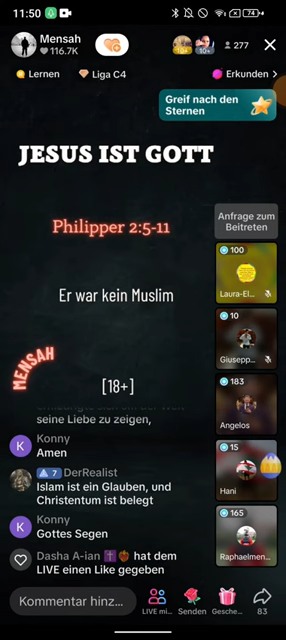 11:50
74
Mensah
116.7K
10+
10+
277
Lernen
Liga C4
Erkunden
Greif nach den
Sternen
JESUS IST GOTT
Philipper 2:5-11
Anfrage zum
Beitreten
100
Laura-El...
Er war kein Muslim
10
Giusepp...
MENSAH
[18+]
183
Angelos
seine Liebe zu zeigen,
K
Konny
Amen
15
Hani
7 DerRealist
Islam ist ein Glauben, und
Christentum ist belegt
165
Raphaelmen...
K
Konny
Gottes Segen
Dasha A-ian hat dem
LIVE einen Like gegeben
Kommentar hinz...
LIVE mi...
Senden
Gesche...
83